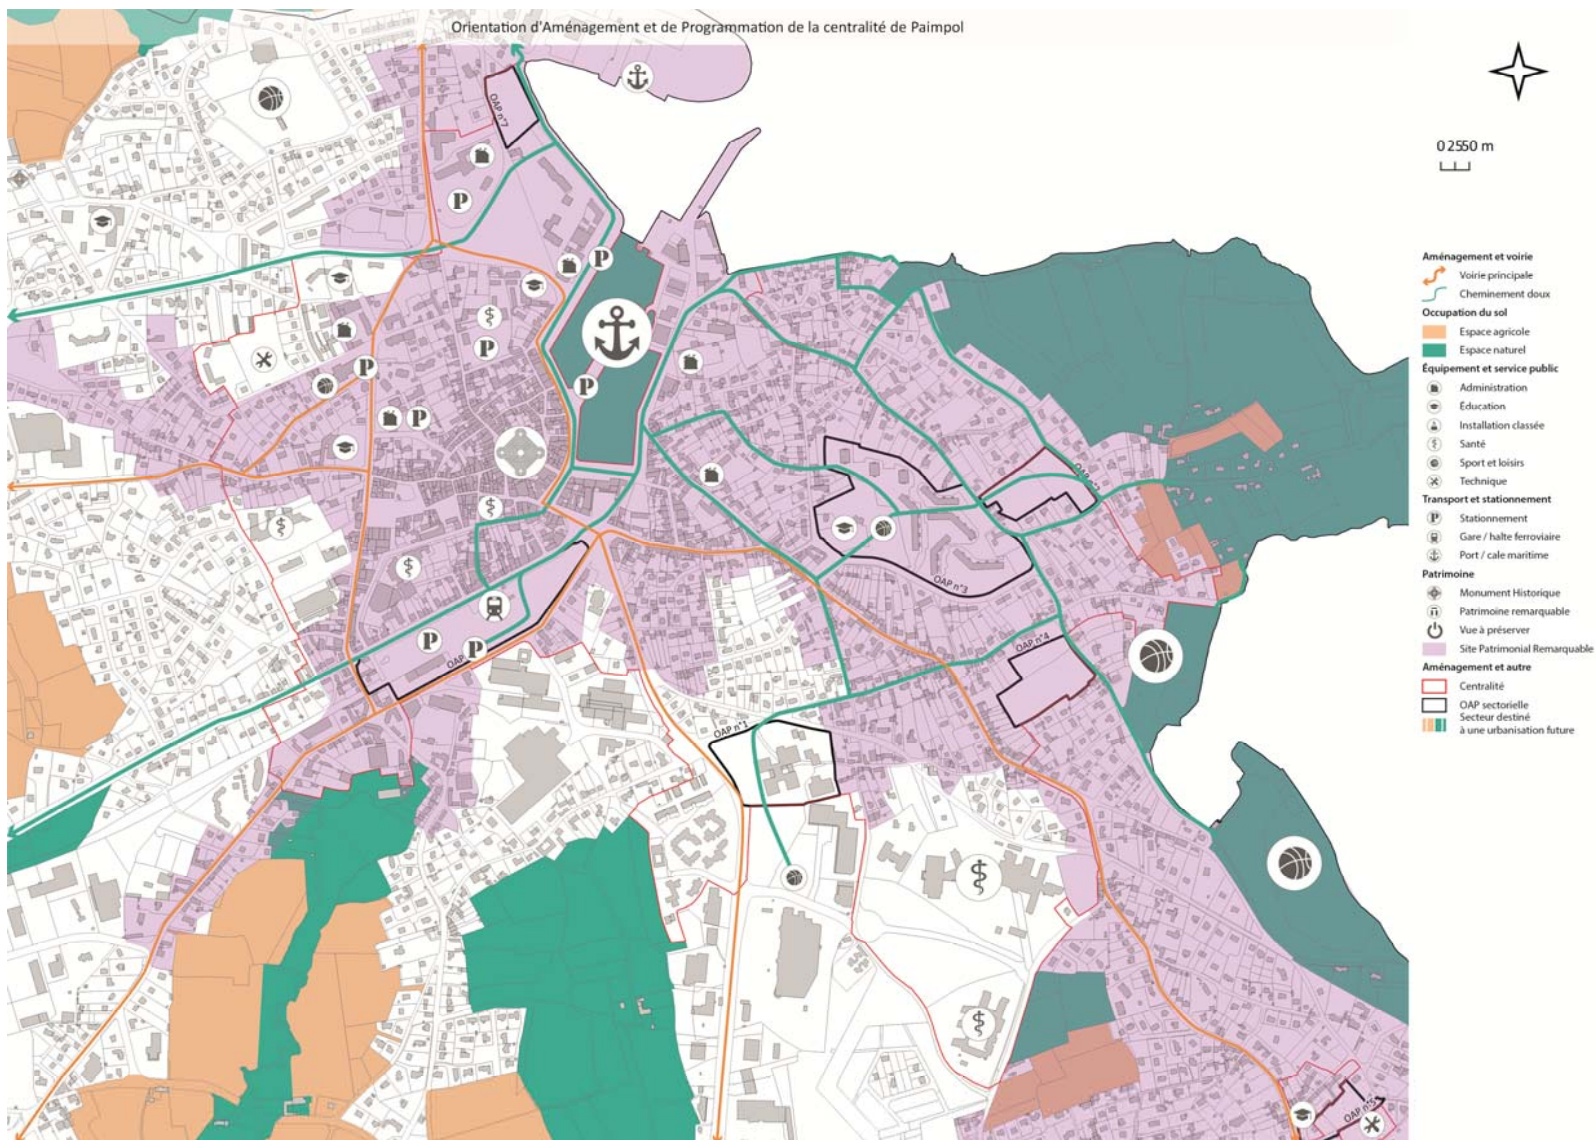 Orientation d'Aménagement et de Programmation de la centralité de Paimpol
0 2550 m
Aménagement et voirie
Voirie principale
Cheminement doux
Occupation du sol
Espace agricole
Espace naturel
Équipement et service public
Administration
Éducation
Installation classée
Santé
Sport et loisirs
Technique
Transport et stationnement
P Stationnement
Gare / halte ferroviaire
Port / cale maritime
Patrimoine
Monument Historique
Patrimoine remarquable
Vue à préserver
Site Patrimonial Remarquable
Aménagement et autre
Centralité
OAP sectorielle
Secteur destiné
à une urbanisation future
OAP n°7
P
P
P
P
P
P
OAP n°3
OAP n°4
P
P
OAP
OAP n°1
OAP n°5